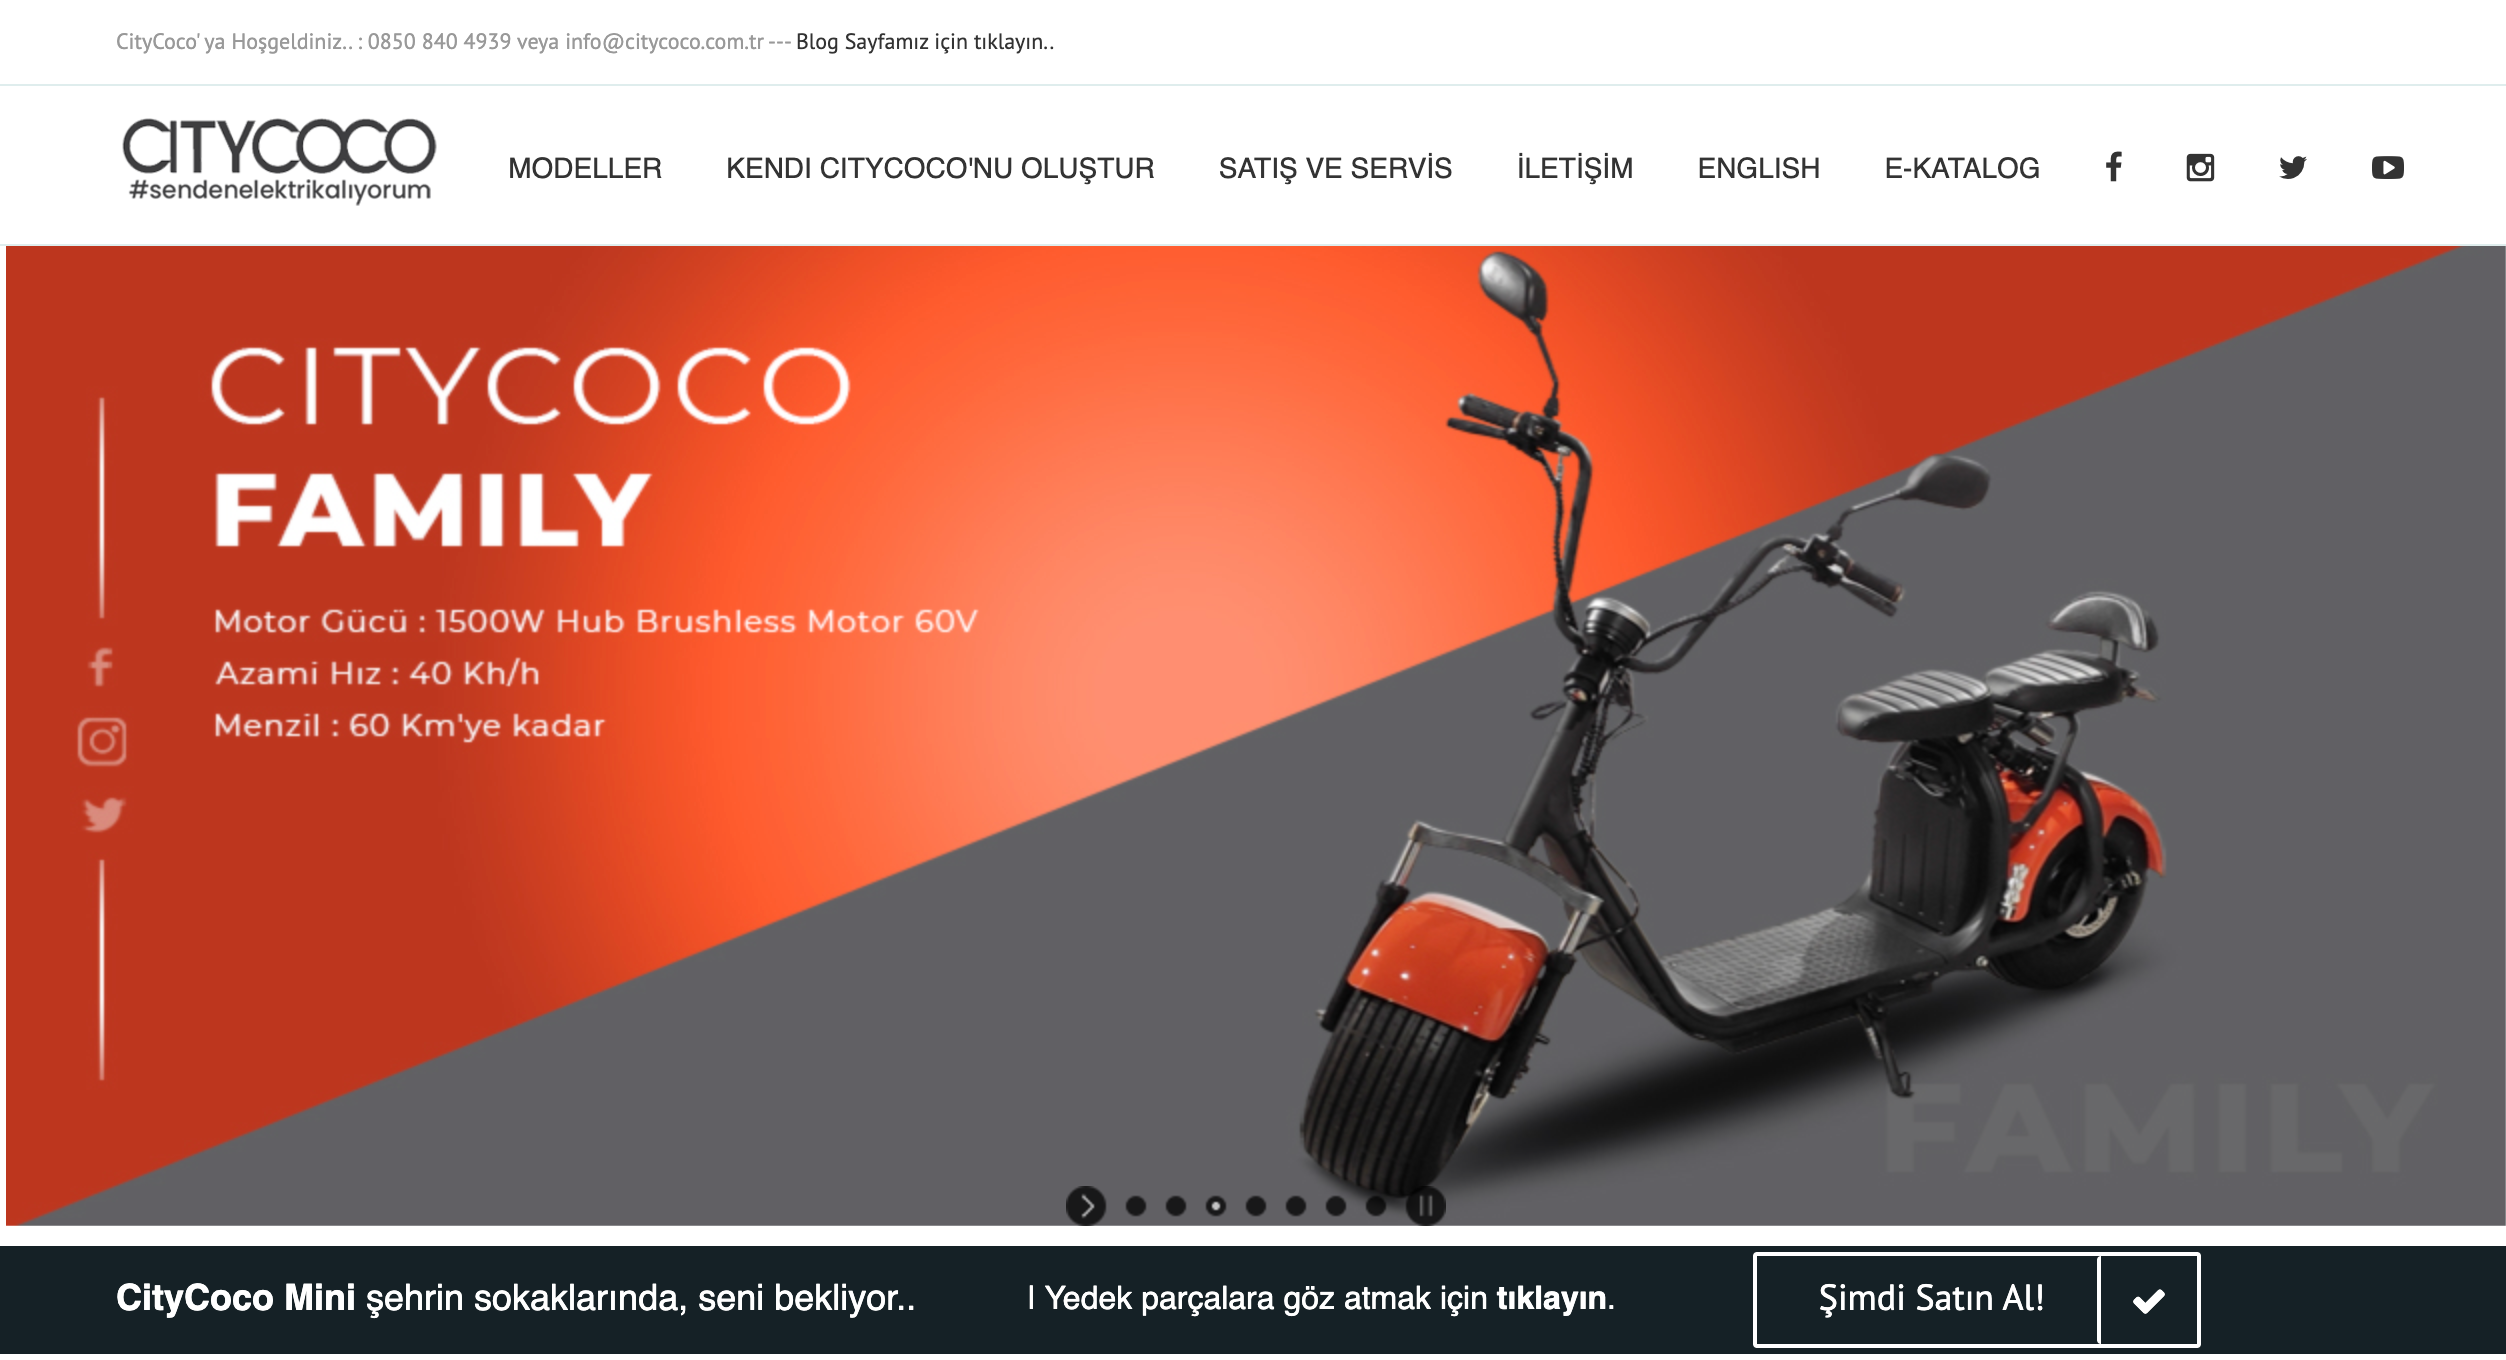 CityCoco' ya Hoşgeldiniz.. : 0850 840 4939 veya info@citycoco.com.tr --- Blog Sayfamız için tıklayın..
CITYCOCO
#sendenelektrikalıyorum
MODELLER
KENDI CITYCOCO'NU OLUŞTUR
SATIŞ VE SERVİS
İLETİŞİM
ENGLISH
E-KATALOG
CITYCOCO
FAMILY
Motor Gücü : 1500W Hub Brushless Motor 60V
Azami Hız : 40 Kh/h
Menzil : 60 Km'ye kadar
FAMILY
CityCoco Mini şehrin sokaklarında, seni bekliyor..
| Yedek parçalara göz atmak için tıklayın.
Şimdi Satın Al!